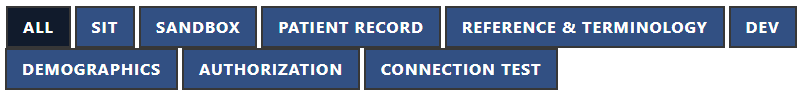 ALL SIT SANDBOX PATIENT RECORD REFERENCE & TERMINOLOGY DEV
DEMOGRAPHICS AUTHORIZATION CONNECTION TEST